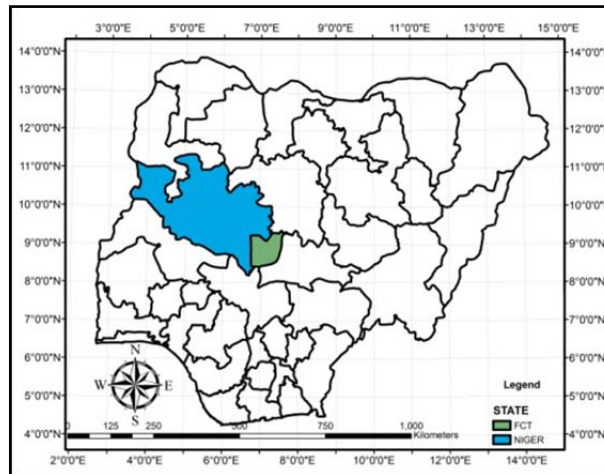 3°0'0"E 5°0'0"E 7°0'0"E 9°0'0"E 11°0'0"E 13°0'0"E 15°0'0"E
14°0'0"N 14°0'0"N
13°0'0"N 13°0'0"N
12°0'0"N 12°0'0"N
11°0'0"N 11°0'0"N
10°0'0"N 10°0'0"N
9°0'0"N 9°0'0"N
8°0'0"N 8°0'0"N
7°0'0"N 7°0'0"N
6°0'0"N 6°0'0"N
5°0'0"N 5°0'0"N
4°0'0"N 4°0'0"N
N
W E
S
Legend
STATE
FCT
NIGER
0 125 250 500 750 1,000
Kilometers
2°0'0"E 4°0'0"E 6°0'0"E 8°0'0"E 10°0'0"E 12°0'0"E 14°0'0"E